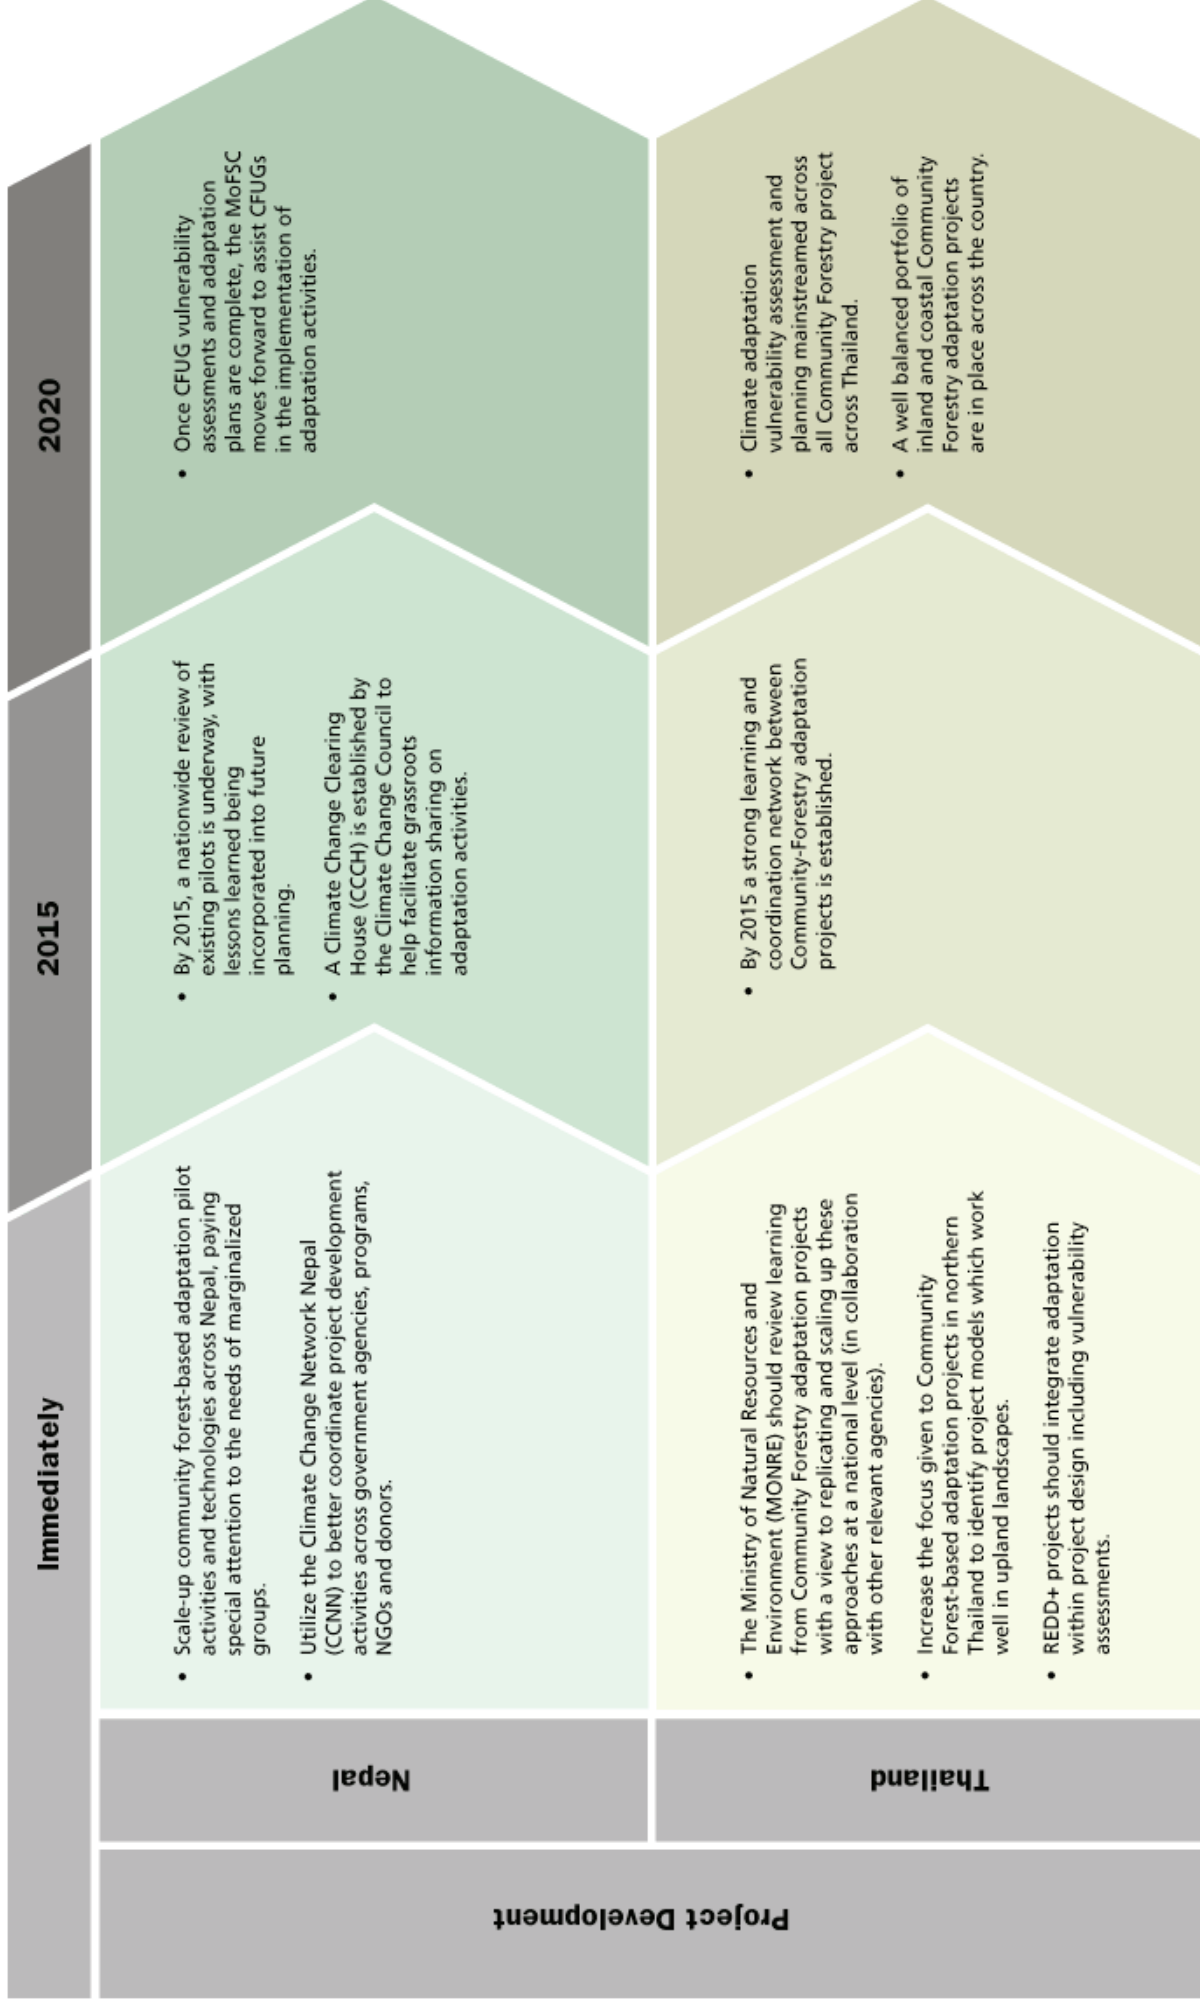 Immediately
2015
2020
Project Development
Nepal
• Scale-up community forest-based adaptation pilot
activities and technologies across Nepal, paying
special attention to the needs of marginalized
groups.
• Utilize the Climate Change Network Nepal
(CCNN) to better coordinate project development
activities across government agencies, programs,
NGOs and donors.
• By 2015, a nationwide review of
existing pilots is underway, with
lessons learned being
incorporated into future
planning.
• A Climate Change Clearing
House (CCCH) is established by
the Climate Change Council to
help facilitate grassroots
information sharing on
adaptation activities.
• Once CFUG vulnerability
assessments and adaptation
plans are complete, the MoFSC
moves forward to assist CFUGs
in the implementation of
adaptation activities.
Thailand
• The Ministry of Natural Resources and
Environment (MONRE) should review learning
from Community Forestry adaptation projects
with a view to replicating and scaling up these
approaches at a national level (in collaboration
with other relevant agencies).
• Increase the focus given to Community
Forest-based adaptation projects in northern
Thailand to identify project models which work
well in upland landscapes.
• REDD+ projects should integrate adaptation
within project design including vulnerability
assessments.
• By 2015 a strong learning and
coordination network between
Community-Forestry adaptation
projects is established.
• Climate adaptation
vulnerability assessment and
planning mainstreamed across
all Community Forestry project
across Thailand.
• A well balanced portfolio of
inland and coastal Community
Forestry adaptation projects
are in place across the country.